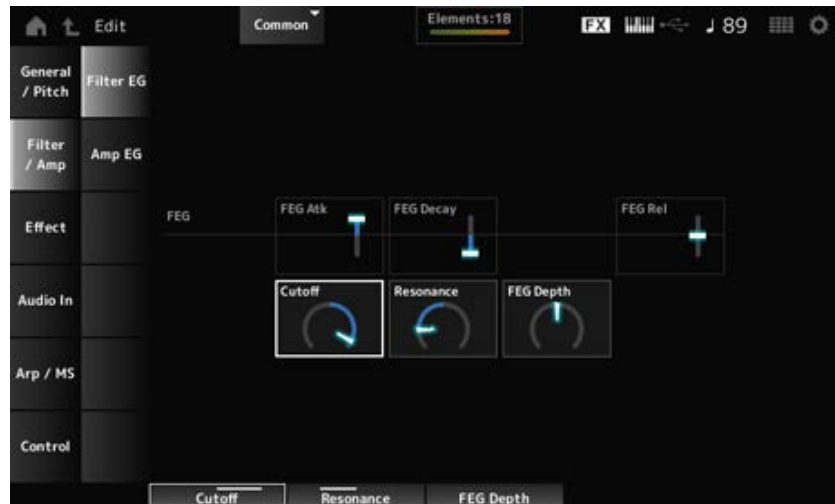 Edit
Common
Elements:18
FX
89
General
/ Pitch
Filter EG
Filter
/ Amp
Amp EG
Effect
Audio In
Arp / MS
Control
FEG
FEG Atk
FEG Decay
FEG Rel
Cutoff
Resonance
FEG Depth
Cutoff
Resonance
FEG Depth